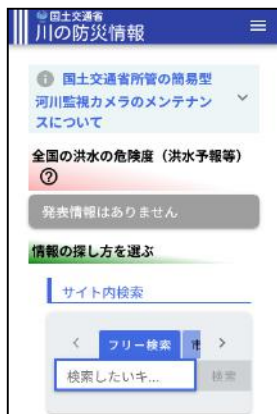 国土交通省
川の防災情報
国土交通省所管の簡易型
河川監視カメラのメンテナン
スについて
全国の洪水の危険度（洪水予報等）
?
発表情報はありません
情報の探し方を選ぶ
サイト内検索
フリー検索
検索したいキ... 検索